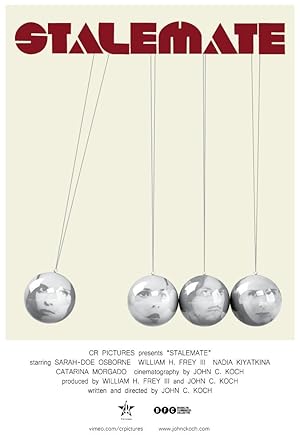 STALEMATE
CR PICTURES presents "STALEMATE"
starring SARAH-DOE OSBORNE WILLIAM H. FREY III NADIA KIYATKINA
CATARINA MORGADO cinematography by JOHN C. KOCH
produced by WILLIAM H. FREY III and JOHN C. KOCH
written and directed by JOHN C. KOCH
vimeo.com/crpictures www.johnckoch.com